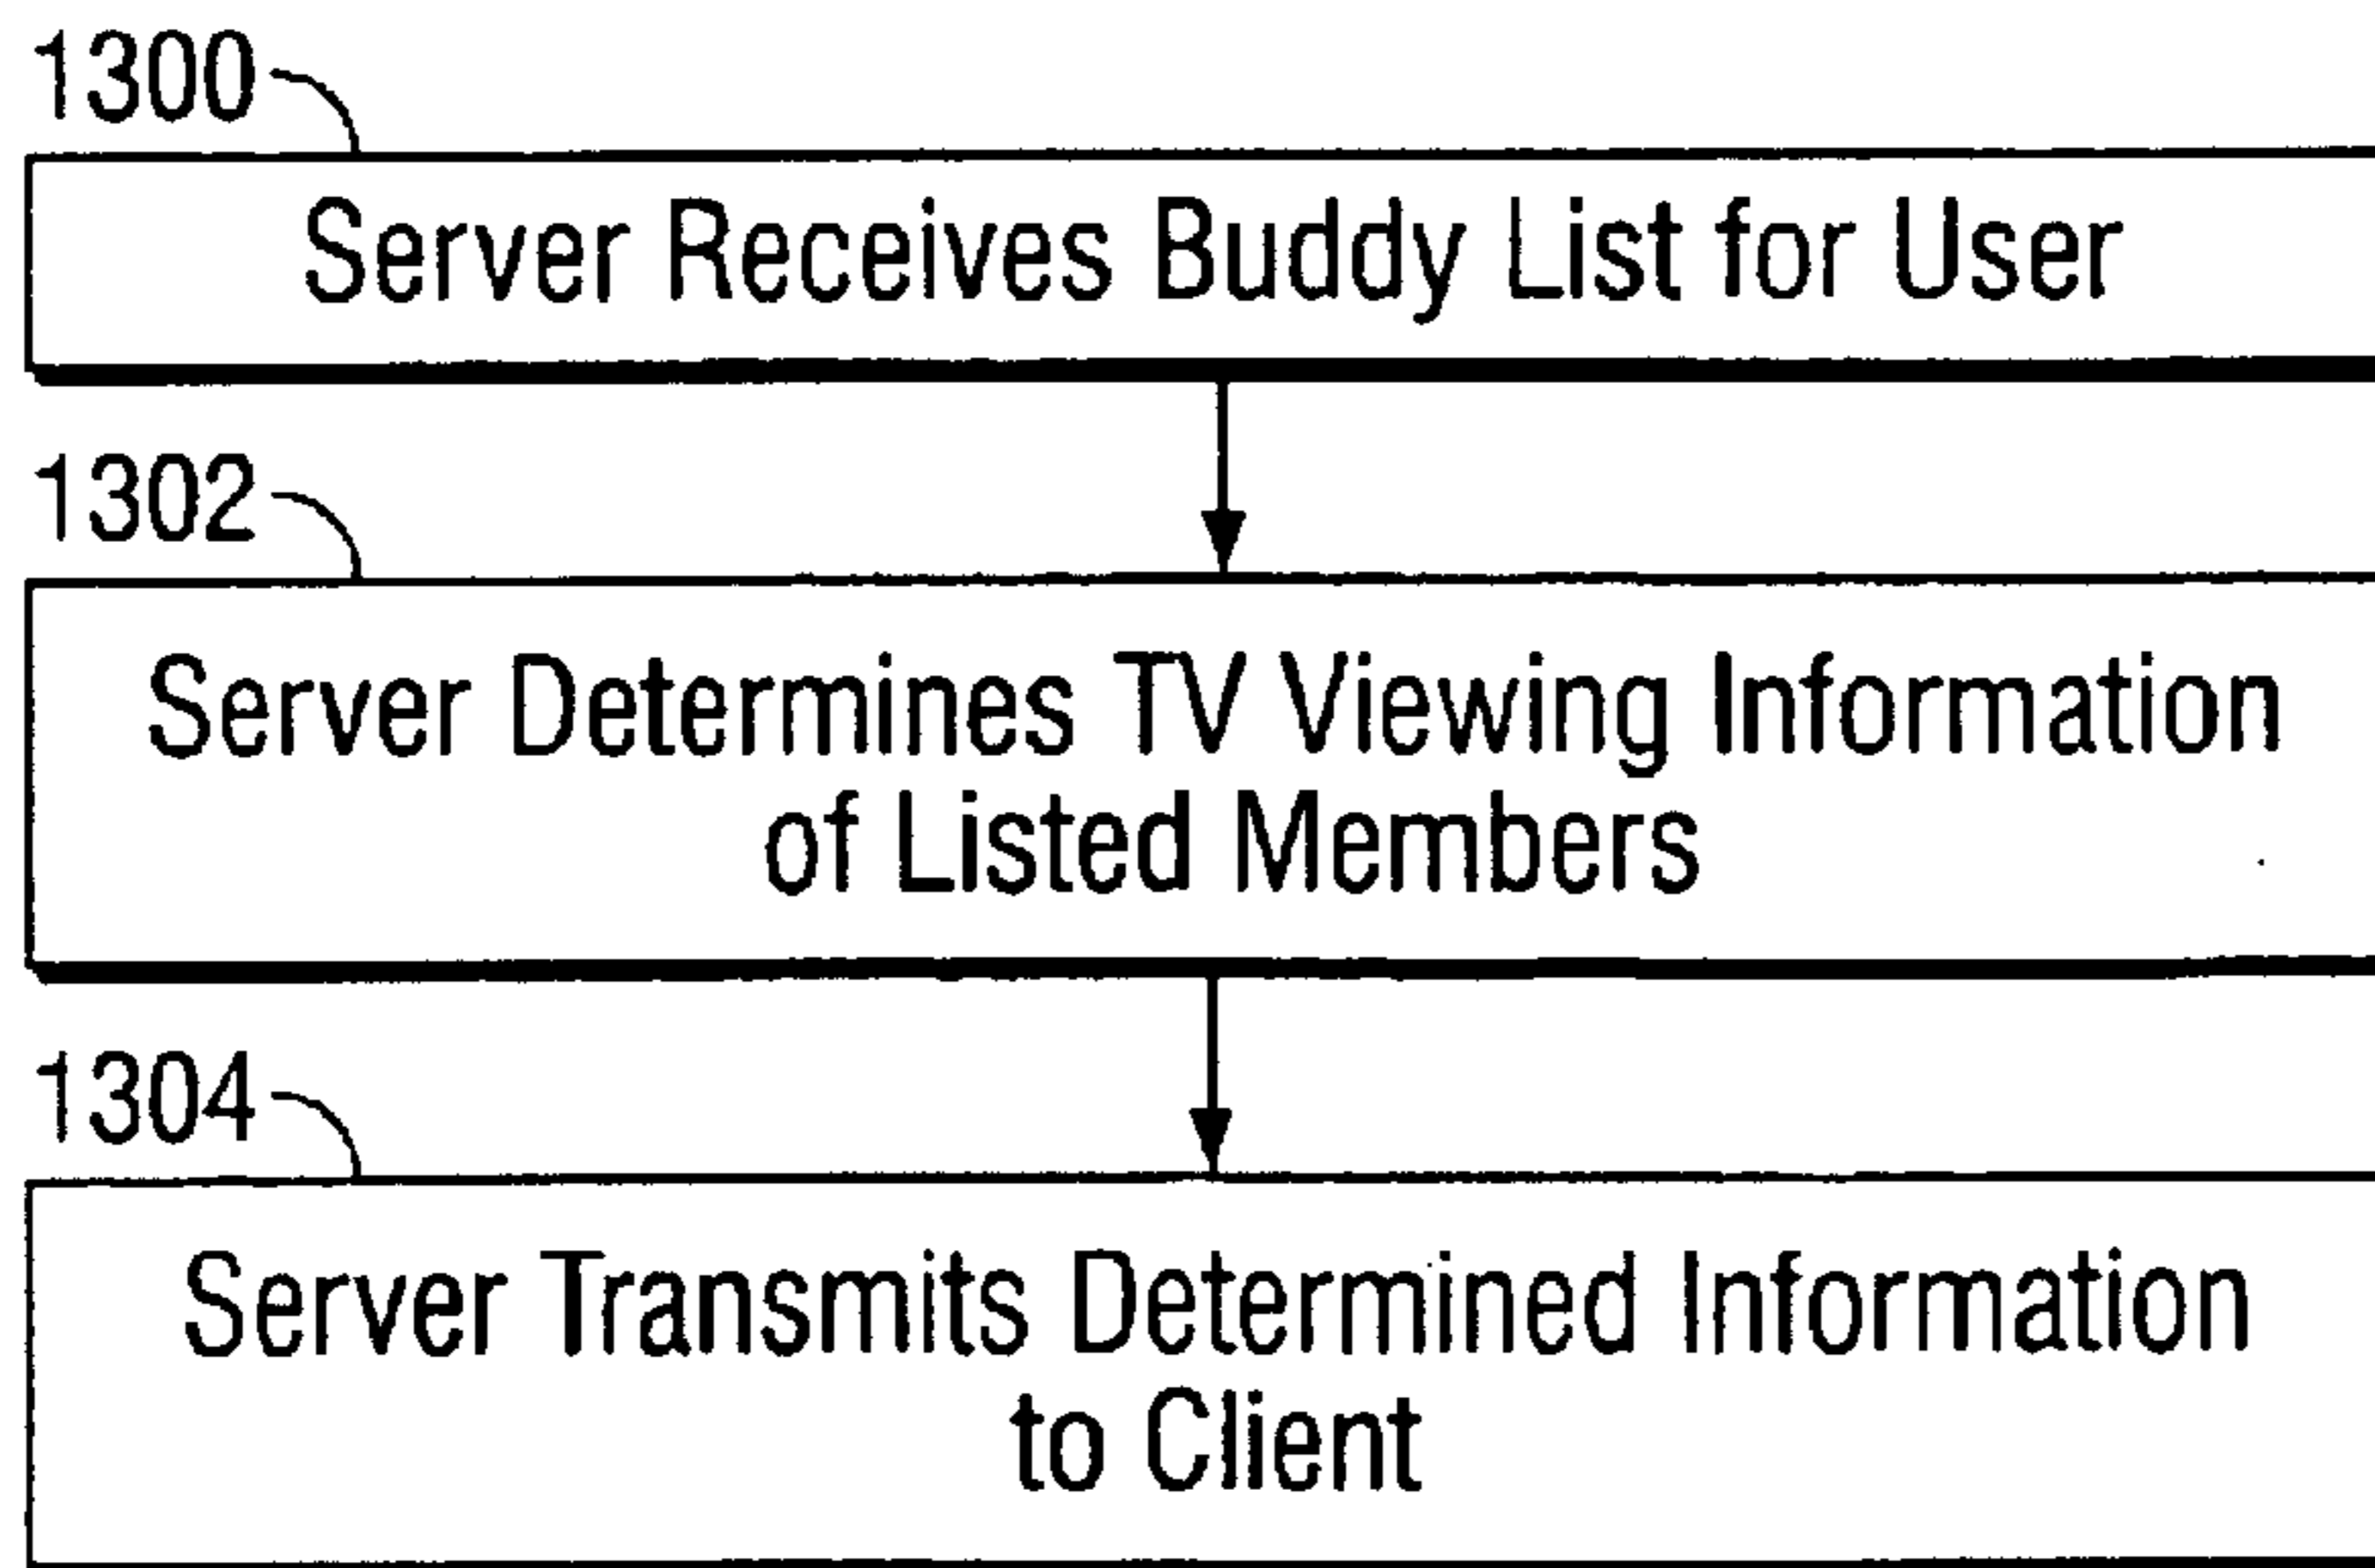 1300
Server Receives Buddy List for User
1302
Server Determines TV Viewing Information
of Listed Members
1304
Server Transmits Determined Information
to Client